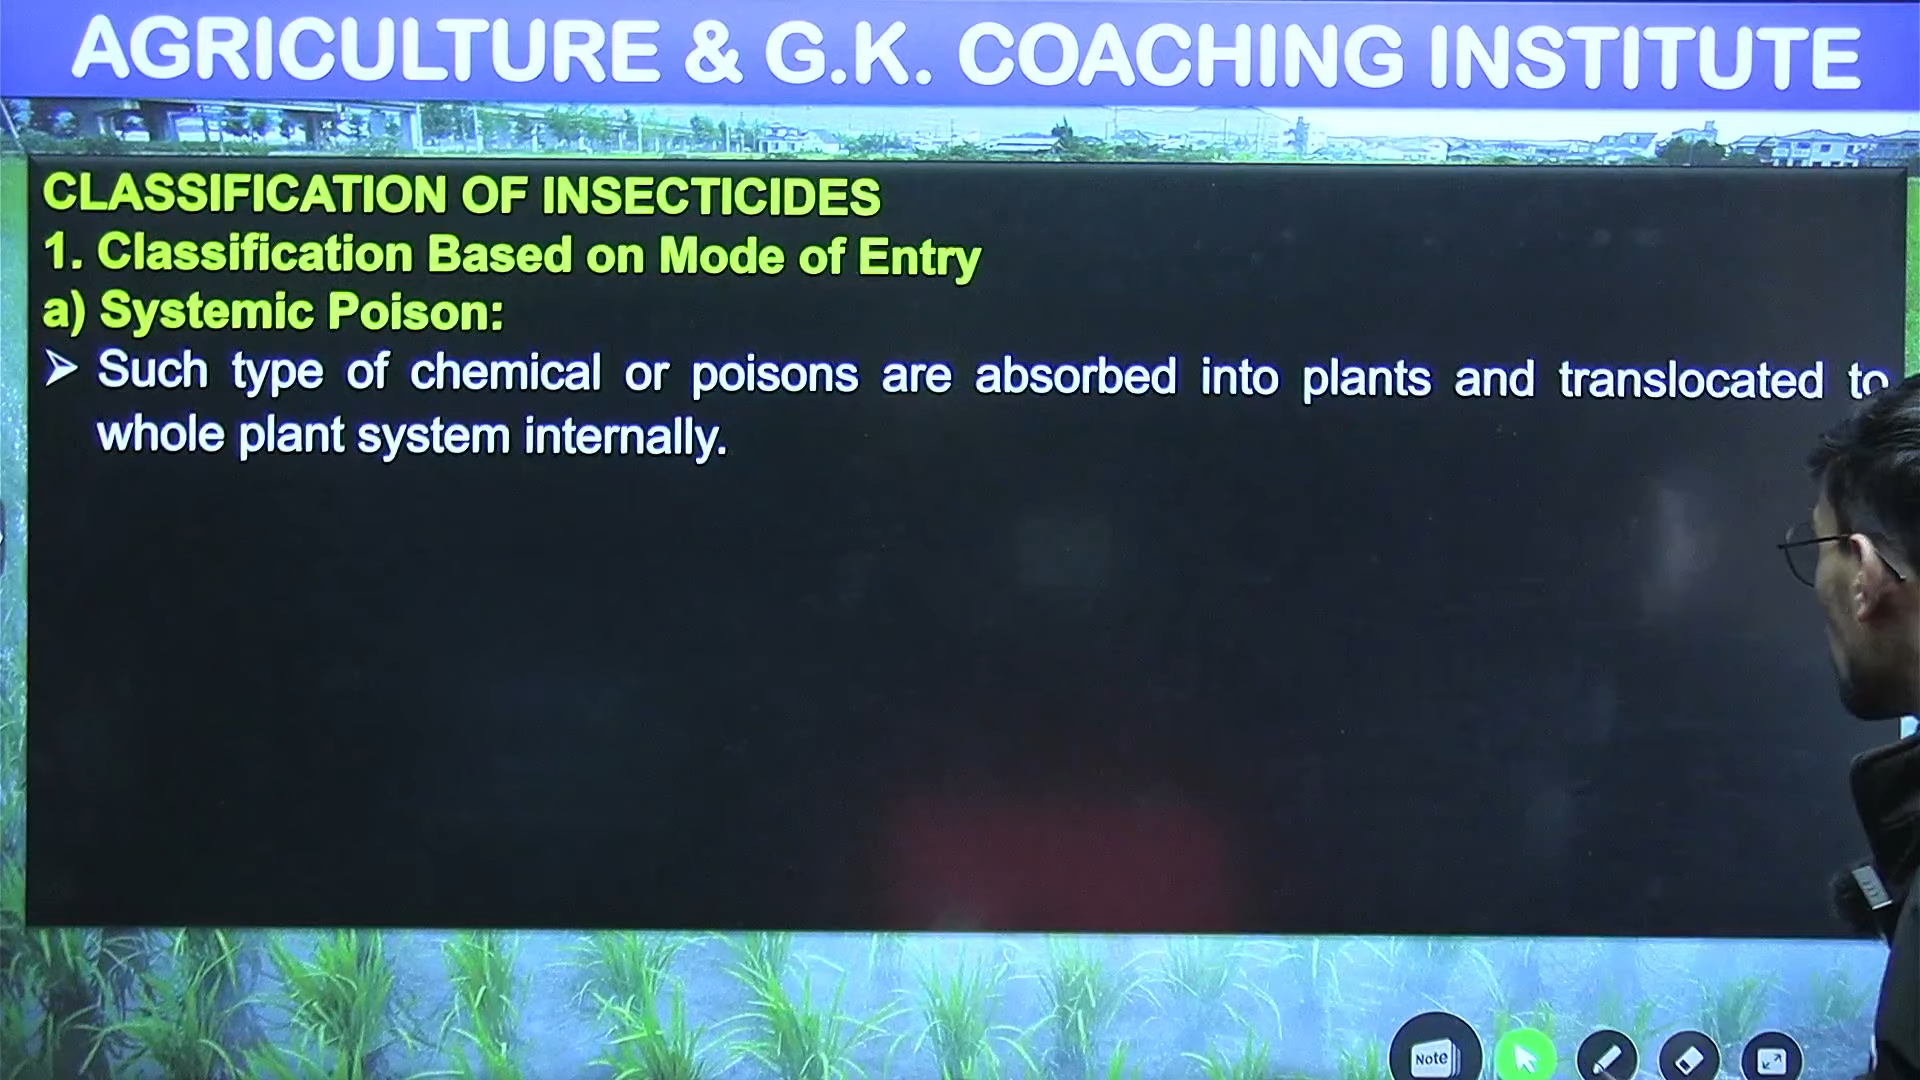 AGRICULTURE & G.K. COACHING INSTITUTE
CLASSIFICATION OF INSECTICIDES
1. Classification Based on Mode of Entry
a) Systemic Poison:
➢ Such type of chemical or poisons are absorbed into plants and translocated to
whole plant system internally.
Note